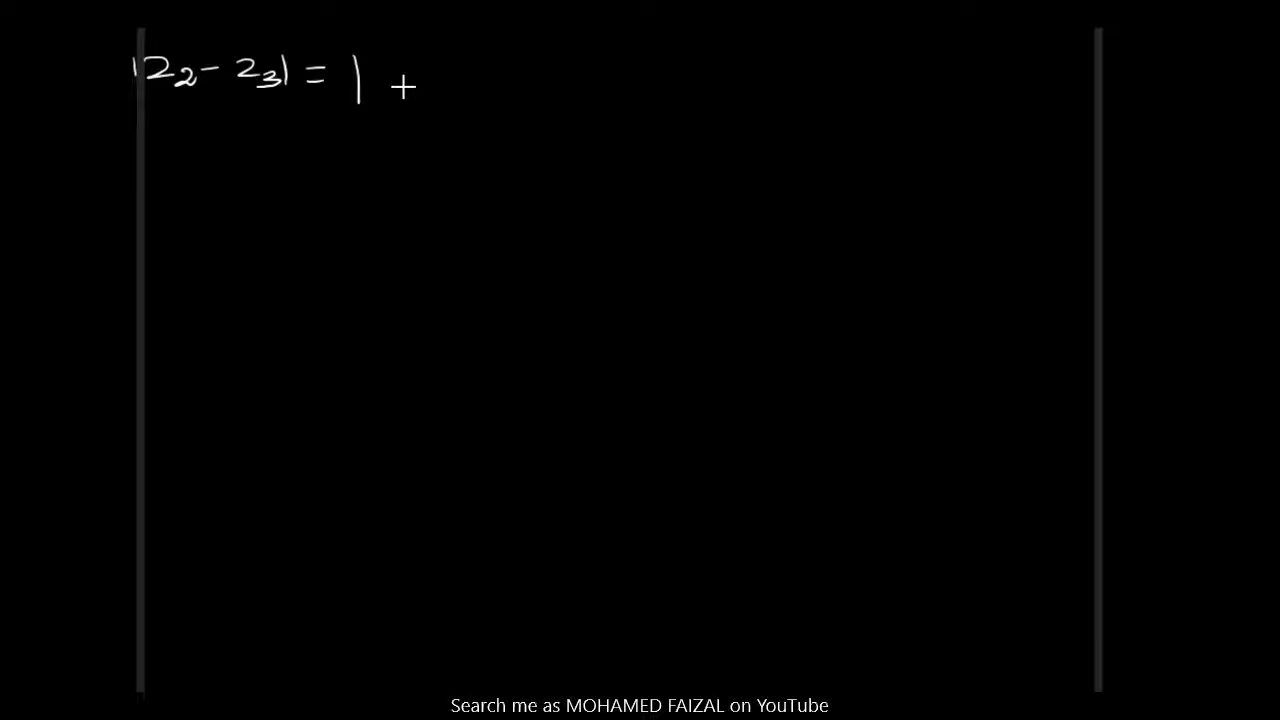 |z₂ - z₃| = | +
Search me as MOHAMED FAIZAL on YouTube